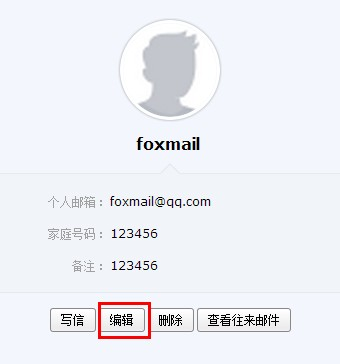 foxmail
个人邮箱：foxmail@qq.com
家庭号码：123456
备注：123456
写信 编辑 删除 查看往来邮件